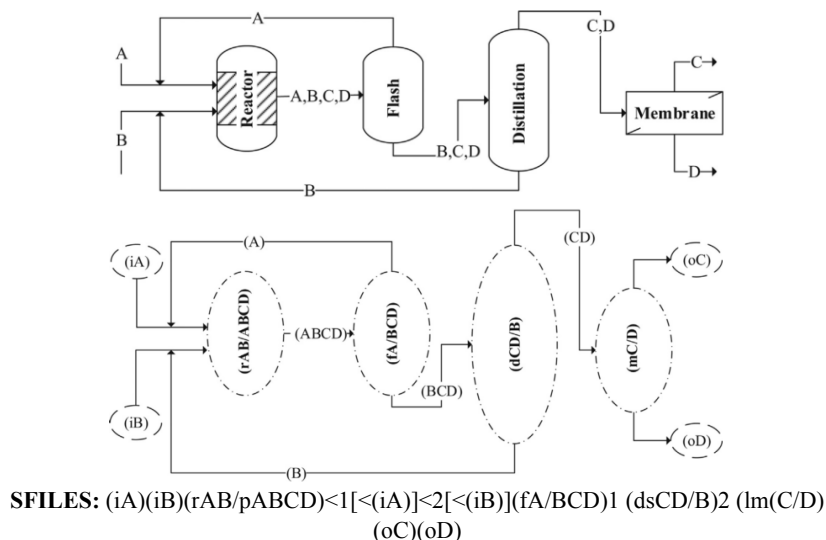 A
C,D
A
C
Reactor
A,B,C,D
Flash
Distillation
Membrane
B
B,C,D
D
B
(A)
(CD)
(iA)
(oC)
(rAB/ABCD)
(ABCD)
(fA/BCD)
(dCD/B)
(mC/D)
(BCD)
(iB)
(oD)
(B)
SFILES: (iA)(iB)(rAB/pABCD)<1[<(iA)]<2[<(iB)](fA/BCD)1 (dsCD/B)2 (lm(C/D)
(oC)(oD)